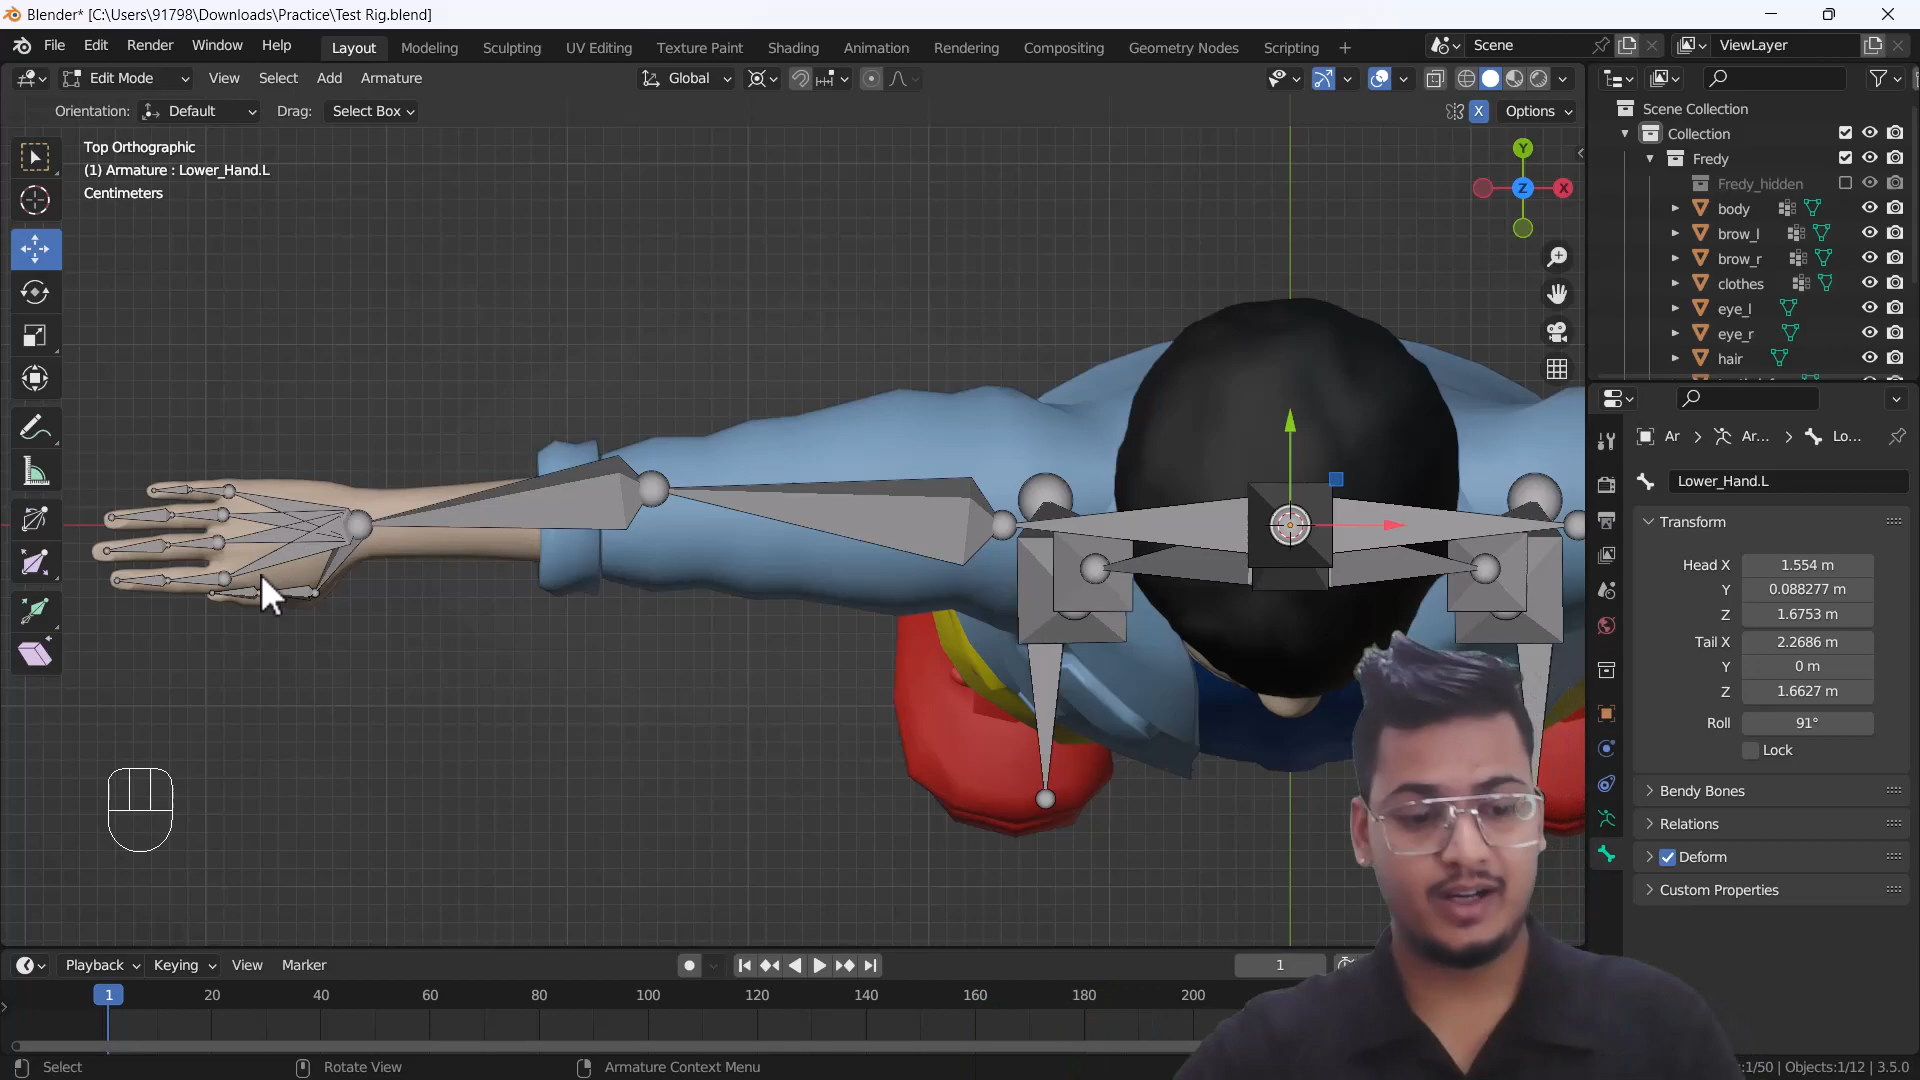 Blender* [C:\Users\91798\Downloads\Practice\Test Rig.blend]
File Edit Render Window Help
Layout Modeling Sculpting UV Editing Texture Paint Shading Animation Rendering Compositing Geometry Nodes Scripting +
Scene
ViewLayer
Edit Mode View Select Add Armature
Global
Orientation: Default Drag: Select Box
X Options
Top Orthographic
(1) Armature : Lower_Hand.L
Centimeters
Y
Z
X
Scene Collection
Collection
Fredy
Fredy_hidden
body
brow_l
brow_r
clothes
eye_l
eye_r
hair
Ar > Ar... > Lo...
Lower_Hand.L
Transform
Head X 1.554 m
Y 0.088277 m
Z 1.6753 m
Tail X 2.2686 m
Y 0 m
Z 1.6627 m
Roll 91°
Lock
Bendy Bones
Relations
Deform
Custom Properties
Playback Keying View Marker
1
1 20 40 60 80 100 120 140 160 180 200
Select Rotate View Armature Context Menu
:1/50 | Objects:1/12 | 3.5.0